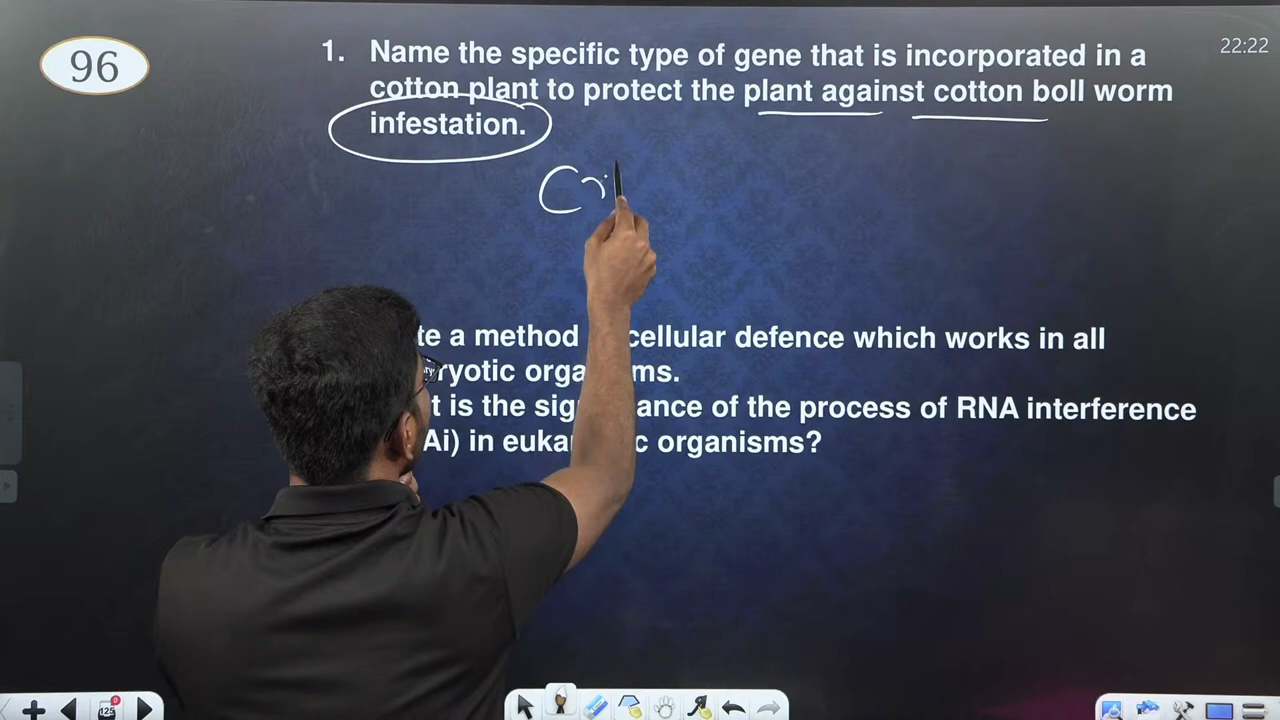 96
22:22
1. Name the specific type of gene that is incorporated in a
cotton plant to protect the plant against cotton boll worm
infestation.
te a method cellular defence which works in all
ryotic orga ms.
t is the sig ance of the process of RNA interference
Ai) in euka c organisms?
125